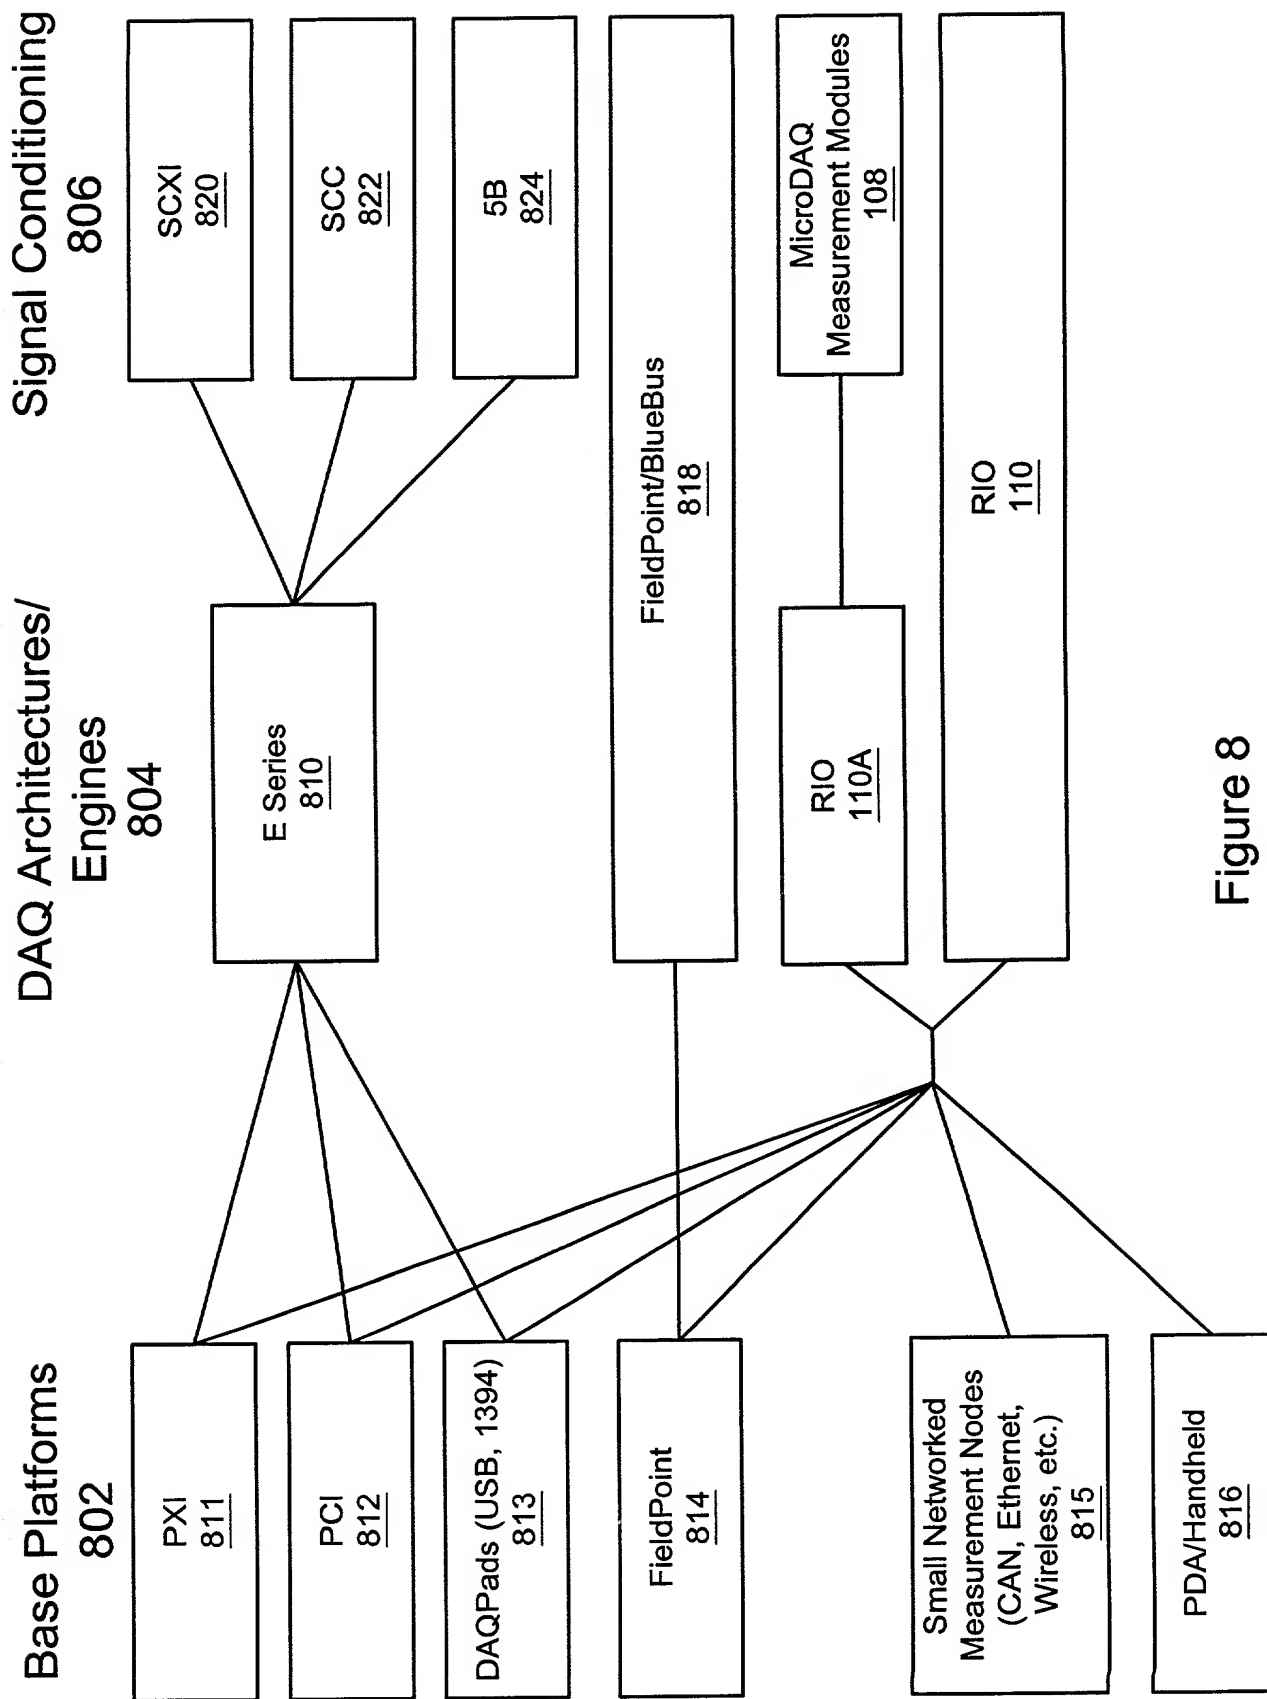 Base Platforms
802
DAQ Architectures/
Engines
804
Signal Conditioning
806
PXI
811
PCI
812
DAQPads (USB, 1394)
813
FieldPoint
814
Small Networked
Measurement Nodes
(CAN, Ethernet,
Wireless, etc.)
815
PDA/Handheld
816
E Series
810
FieldPoint/BlueBus
818
RIO
110A
RIO
110
SCXI
820
SCC
822
5B
824
MicroDAQ
Measurement Modules
108
Figure 8